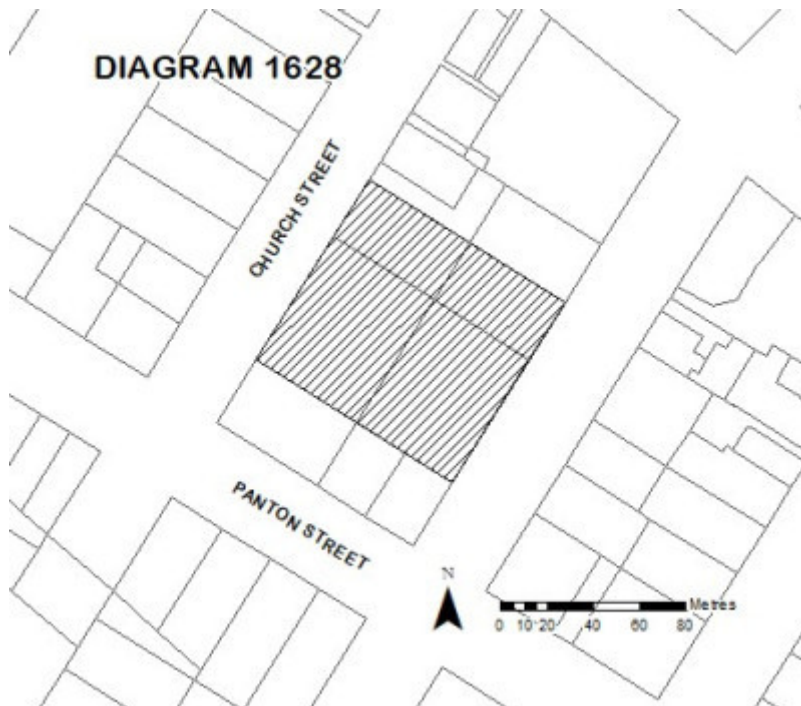 DIAGRAM 1628
CHURCH STREET
PANTON STREET
N
Metres
0 10 20 40 60 80